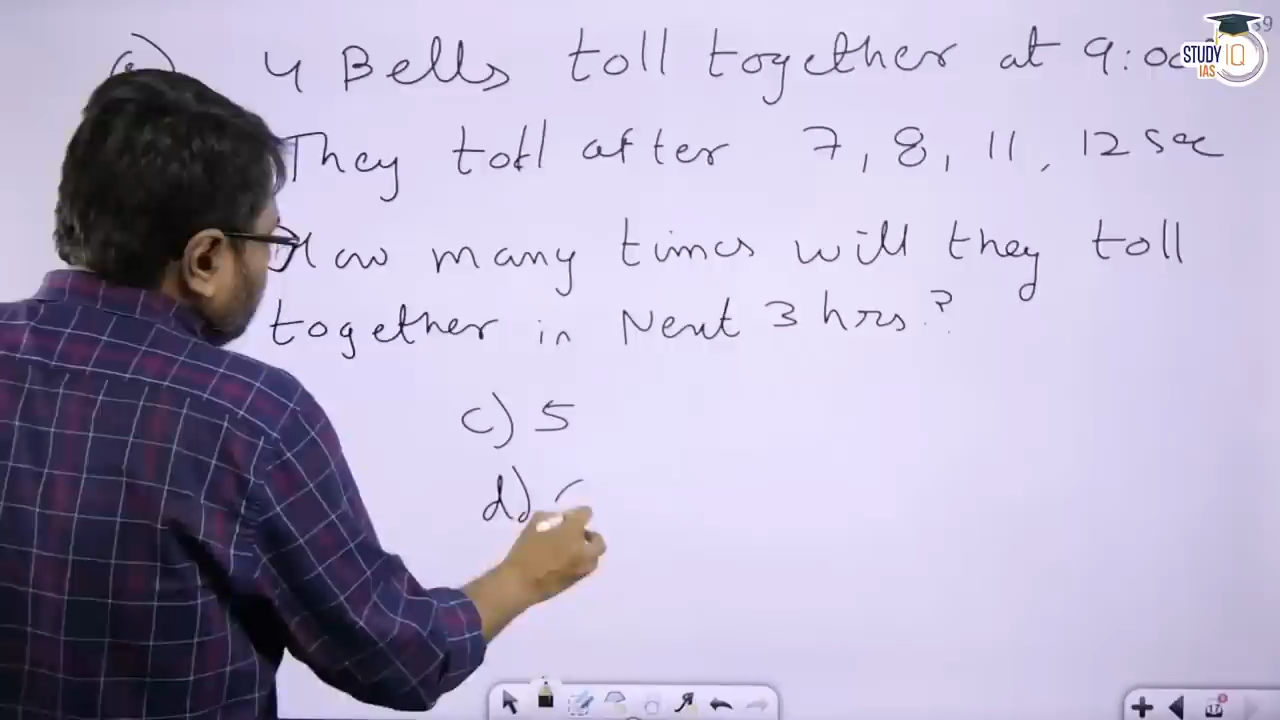 4 Bells toll together at 9:00
They toll after 7, 8, 11, 12 sec
How many times will they toll
together in Next 3 hrs?
c) 5
d)
STUDY IQ
IAS